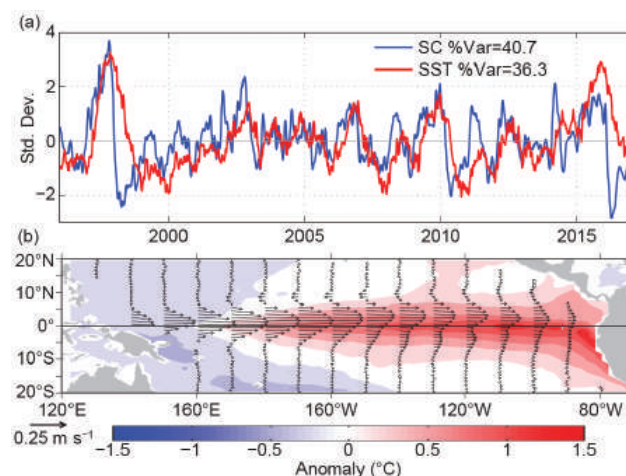 (a)
4
2
0
−2
Std. Dev.
SC %Var=40.7
SST %Var=36.3
2000
2005
2010
2015
(b)
20°N
10°N
0°
10°S
20°S
120°E
160°E
160°W
120°W
80°W
0.25 m s⁻¹
−1.5
−1
−0.5
0
0.5
1
1.5
Anomaly (°C)